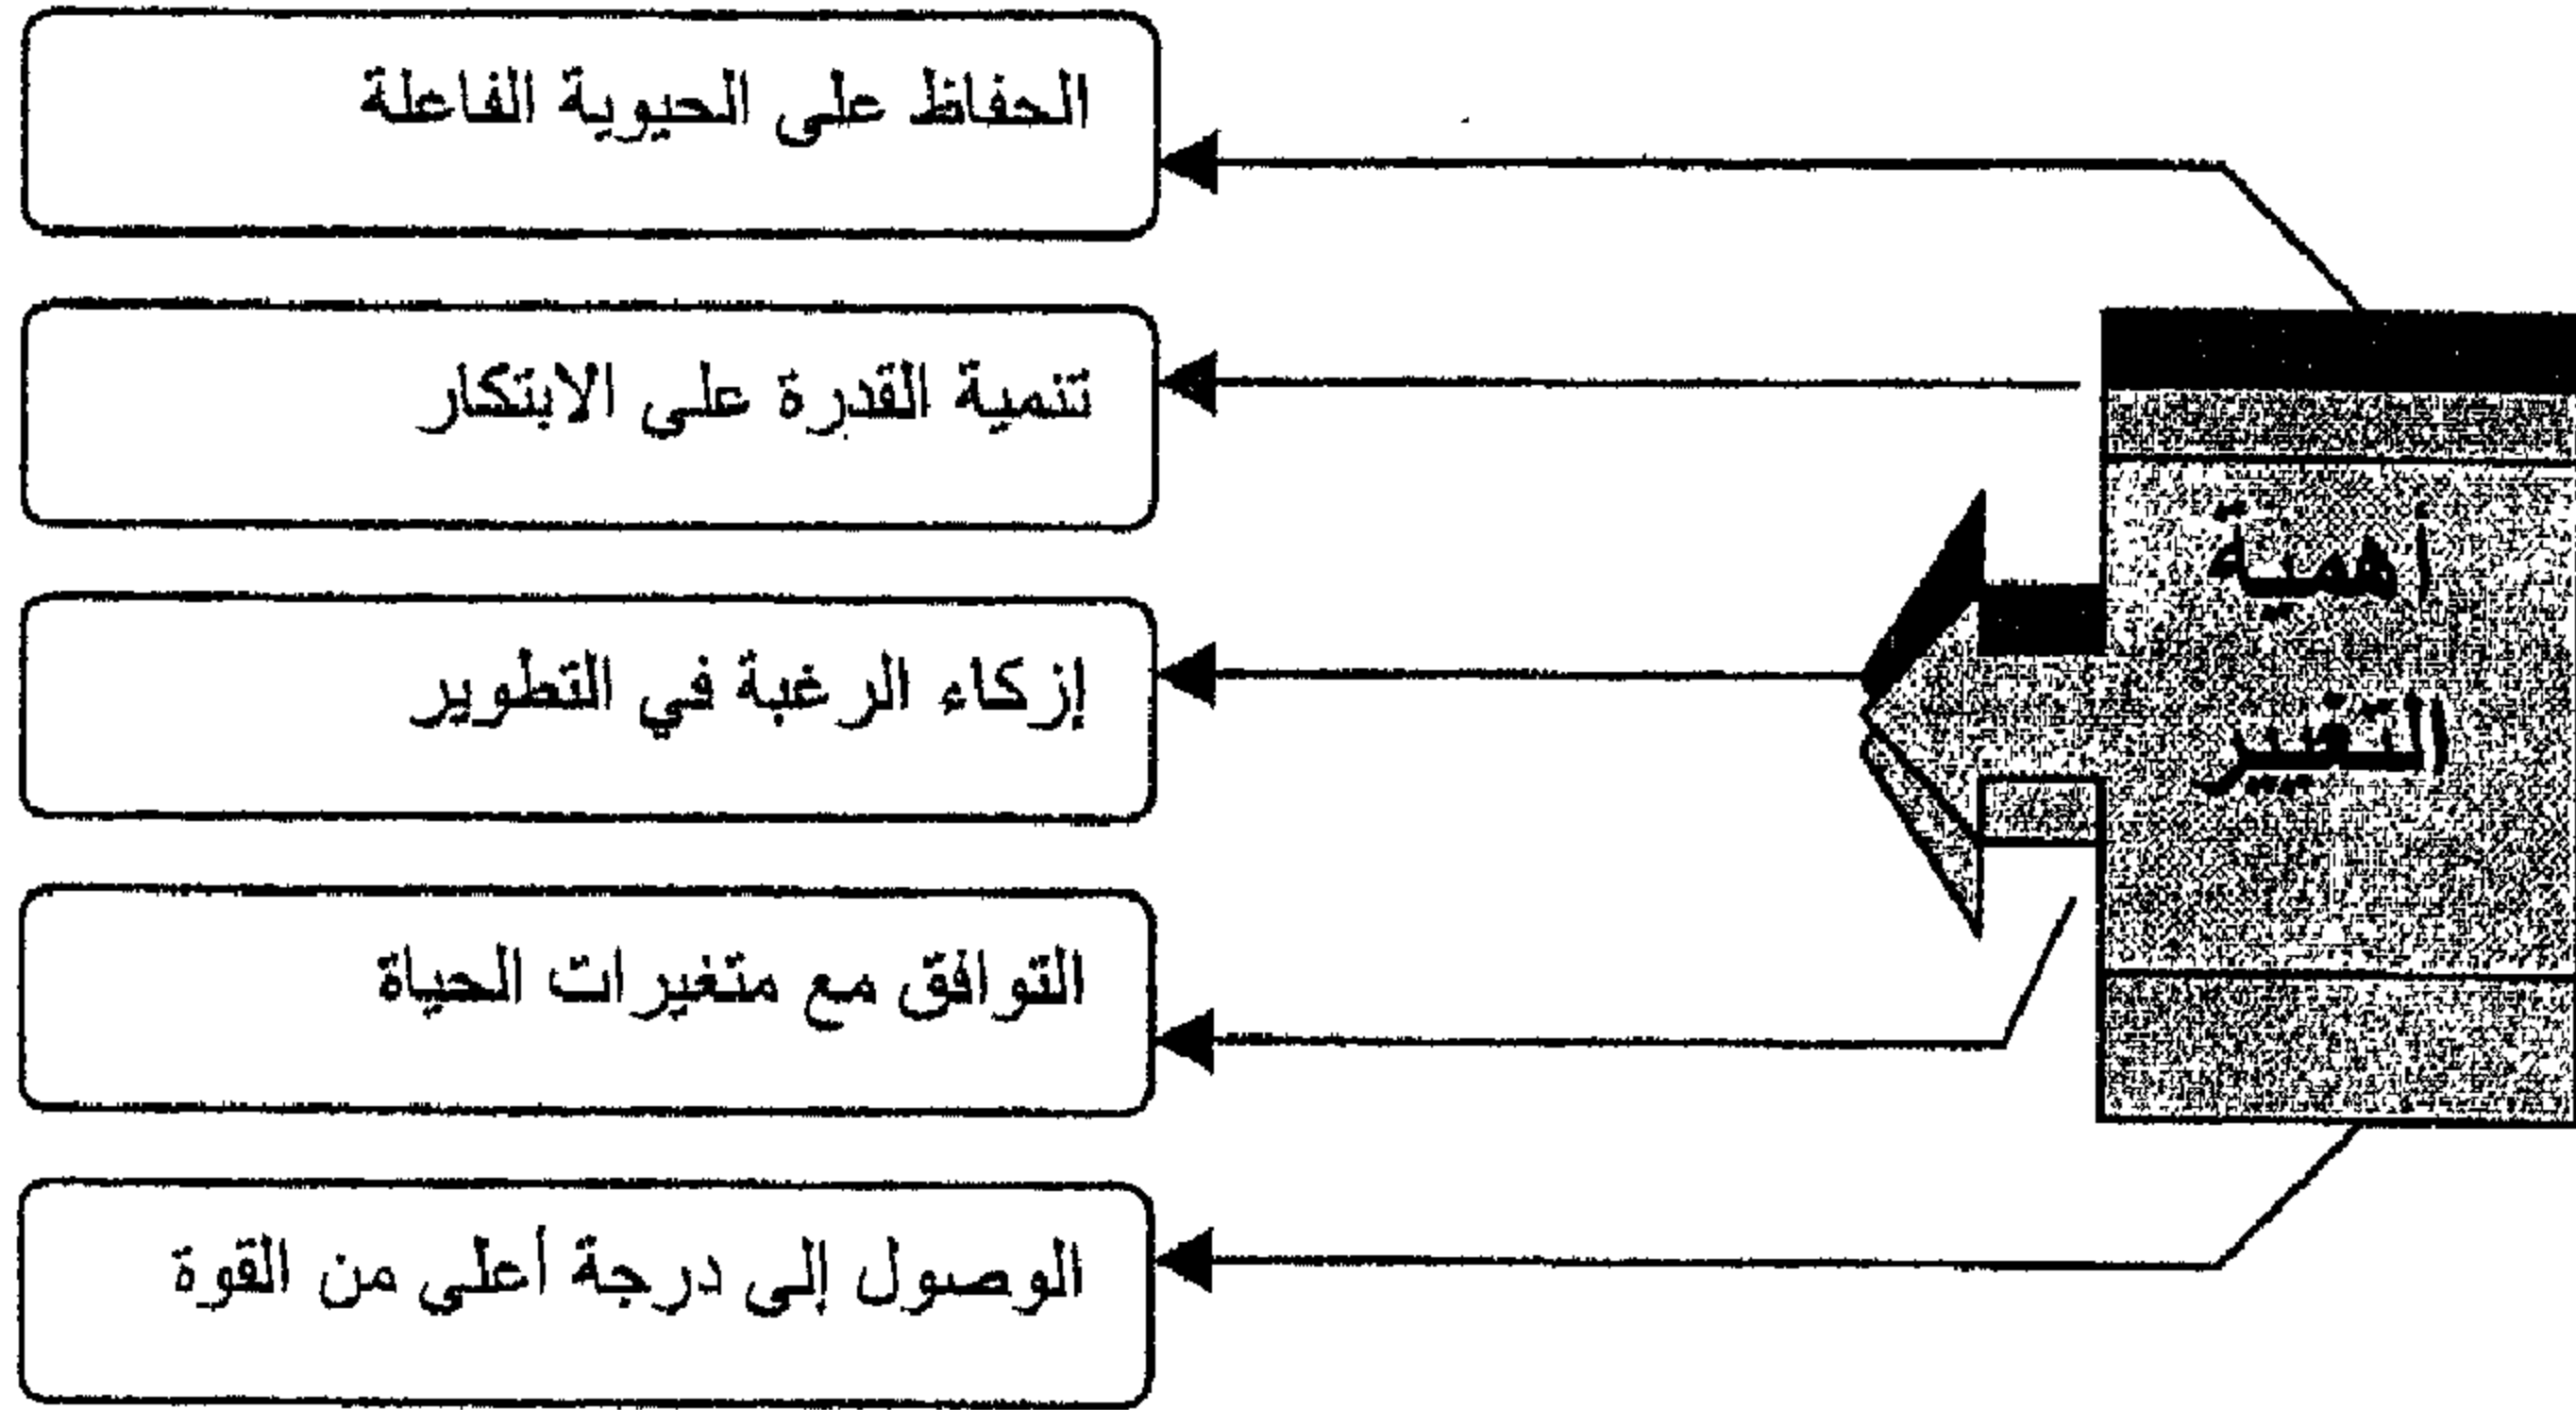 أهمية
التغيير
الحفاظ على الحيوية الفاعلة
تنمية القدرة على الابتكار
إزكاء الرغبة في التطوير
التوافق مع متغيرات الحياة
الوصول إلى درجة أعلى من القوة